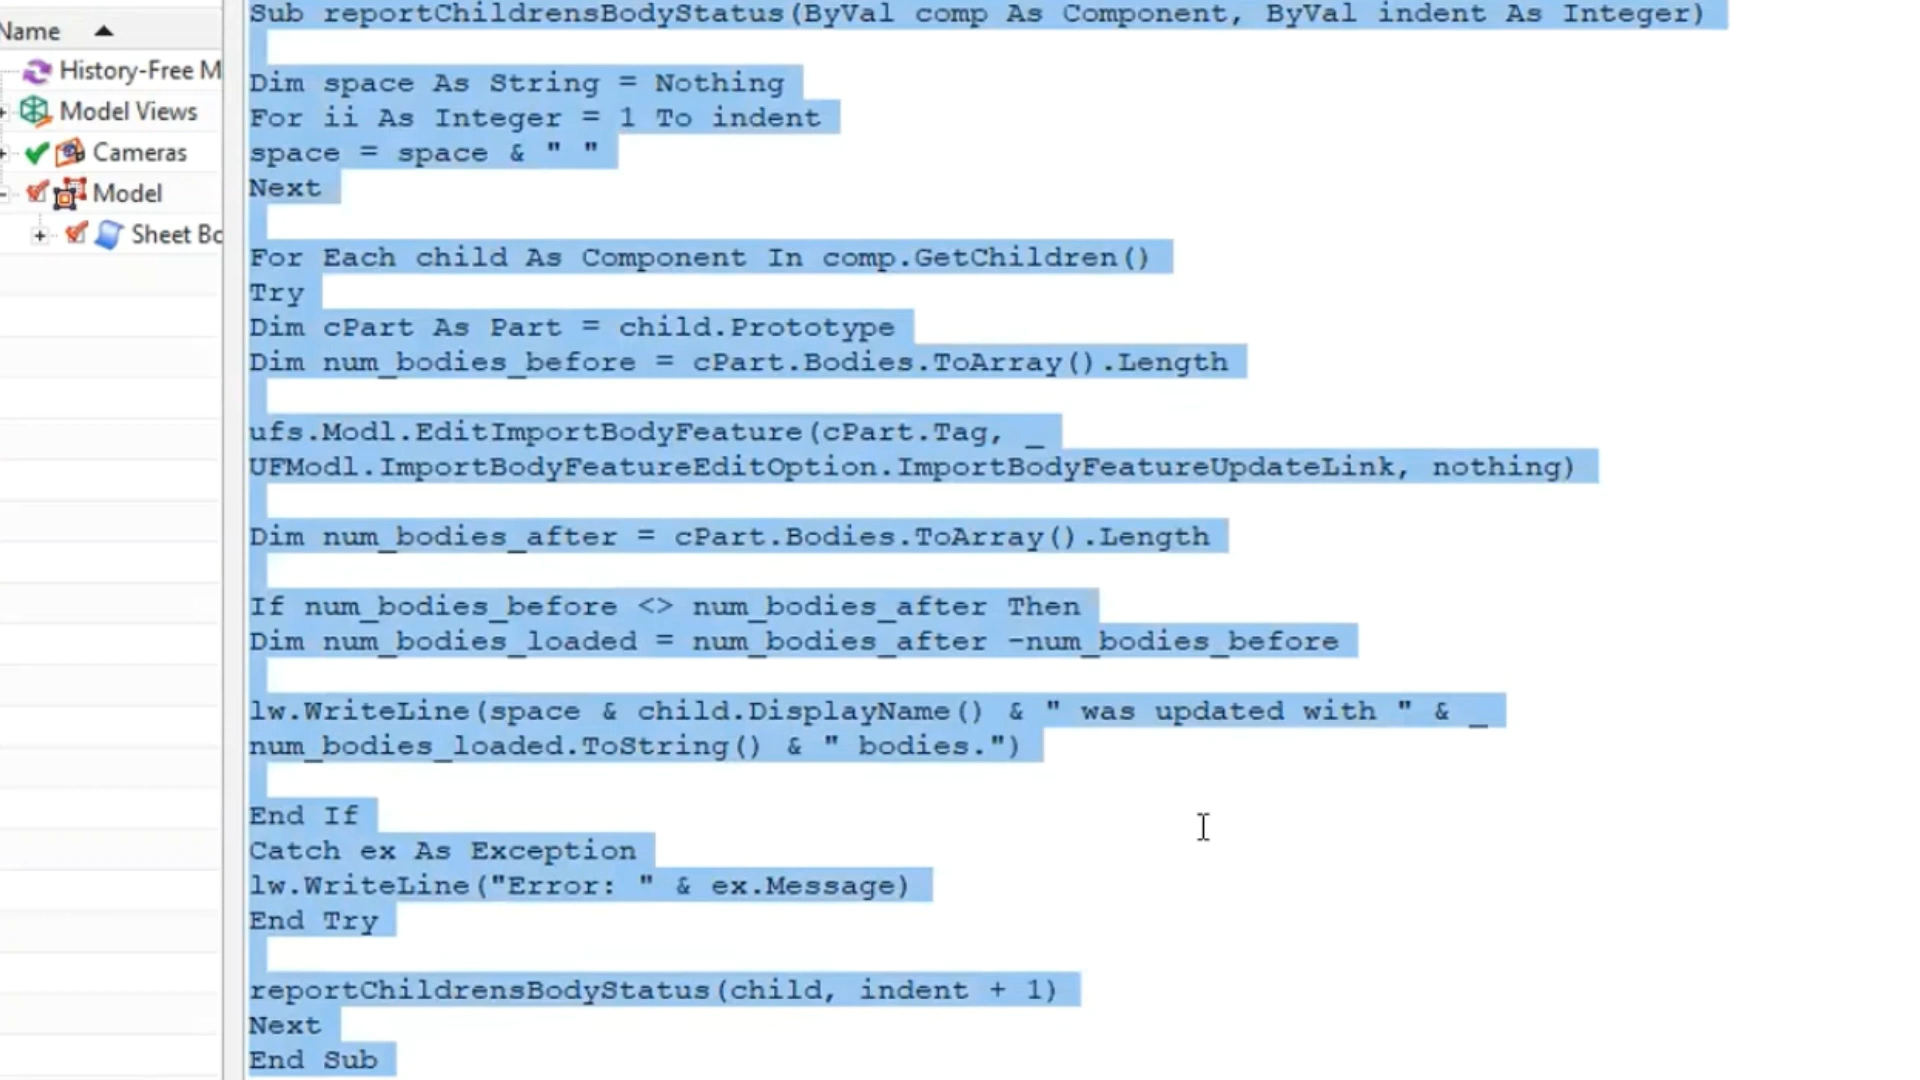 Name
History-Free M
Model Views
Cameras
Model
Sheet Bo
Sub reportChildrensBodyStatus(ByVal comp As Component, ByVal indent As Integer)
Dim space As String = Nothing
For ii As Integer = 1 To indent
space = space & " "
Next
For Each child As Component In comp.GetChildren()
Try
Dim cPart As Part = child.Prototype
Dim num_bodies_before = cPart.Bodies.ToArray().Length
ufs.Modl.EditImportBodyFeature(cPart.Tag, _
UFModl.ImportBodyFeatureEditOption.ImportBodyFeatureUpdateLink, nothing)
Dim num_bodies_after = cPart.Bodies.ToArray().Length
If num_bodies_before <> num_bodies_after Then
Dim num_bodies_loaded = num_bodies_after -num_bodies_before
lw.WriteLine(space & child.DisplayName() & " was updated with " & _
num_bodies_loaded.ToString() & " bodies.")
End If
Catch ex As Exception
lw.WriteLine("Error: " & ex.Message)
End Try
reportChildrensBodyStatus(child, indent + 1)
Next
End Sub